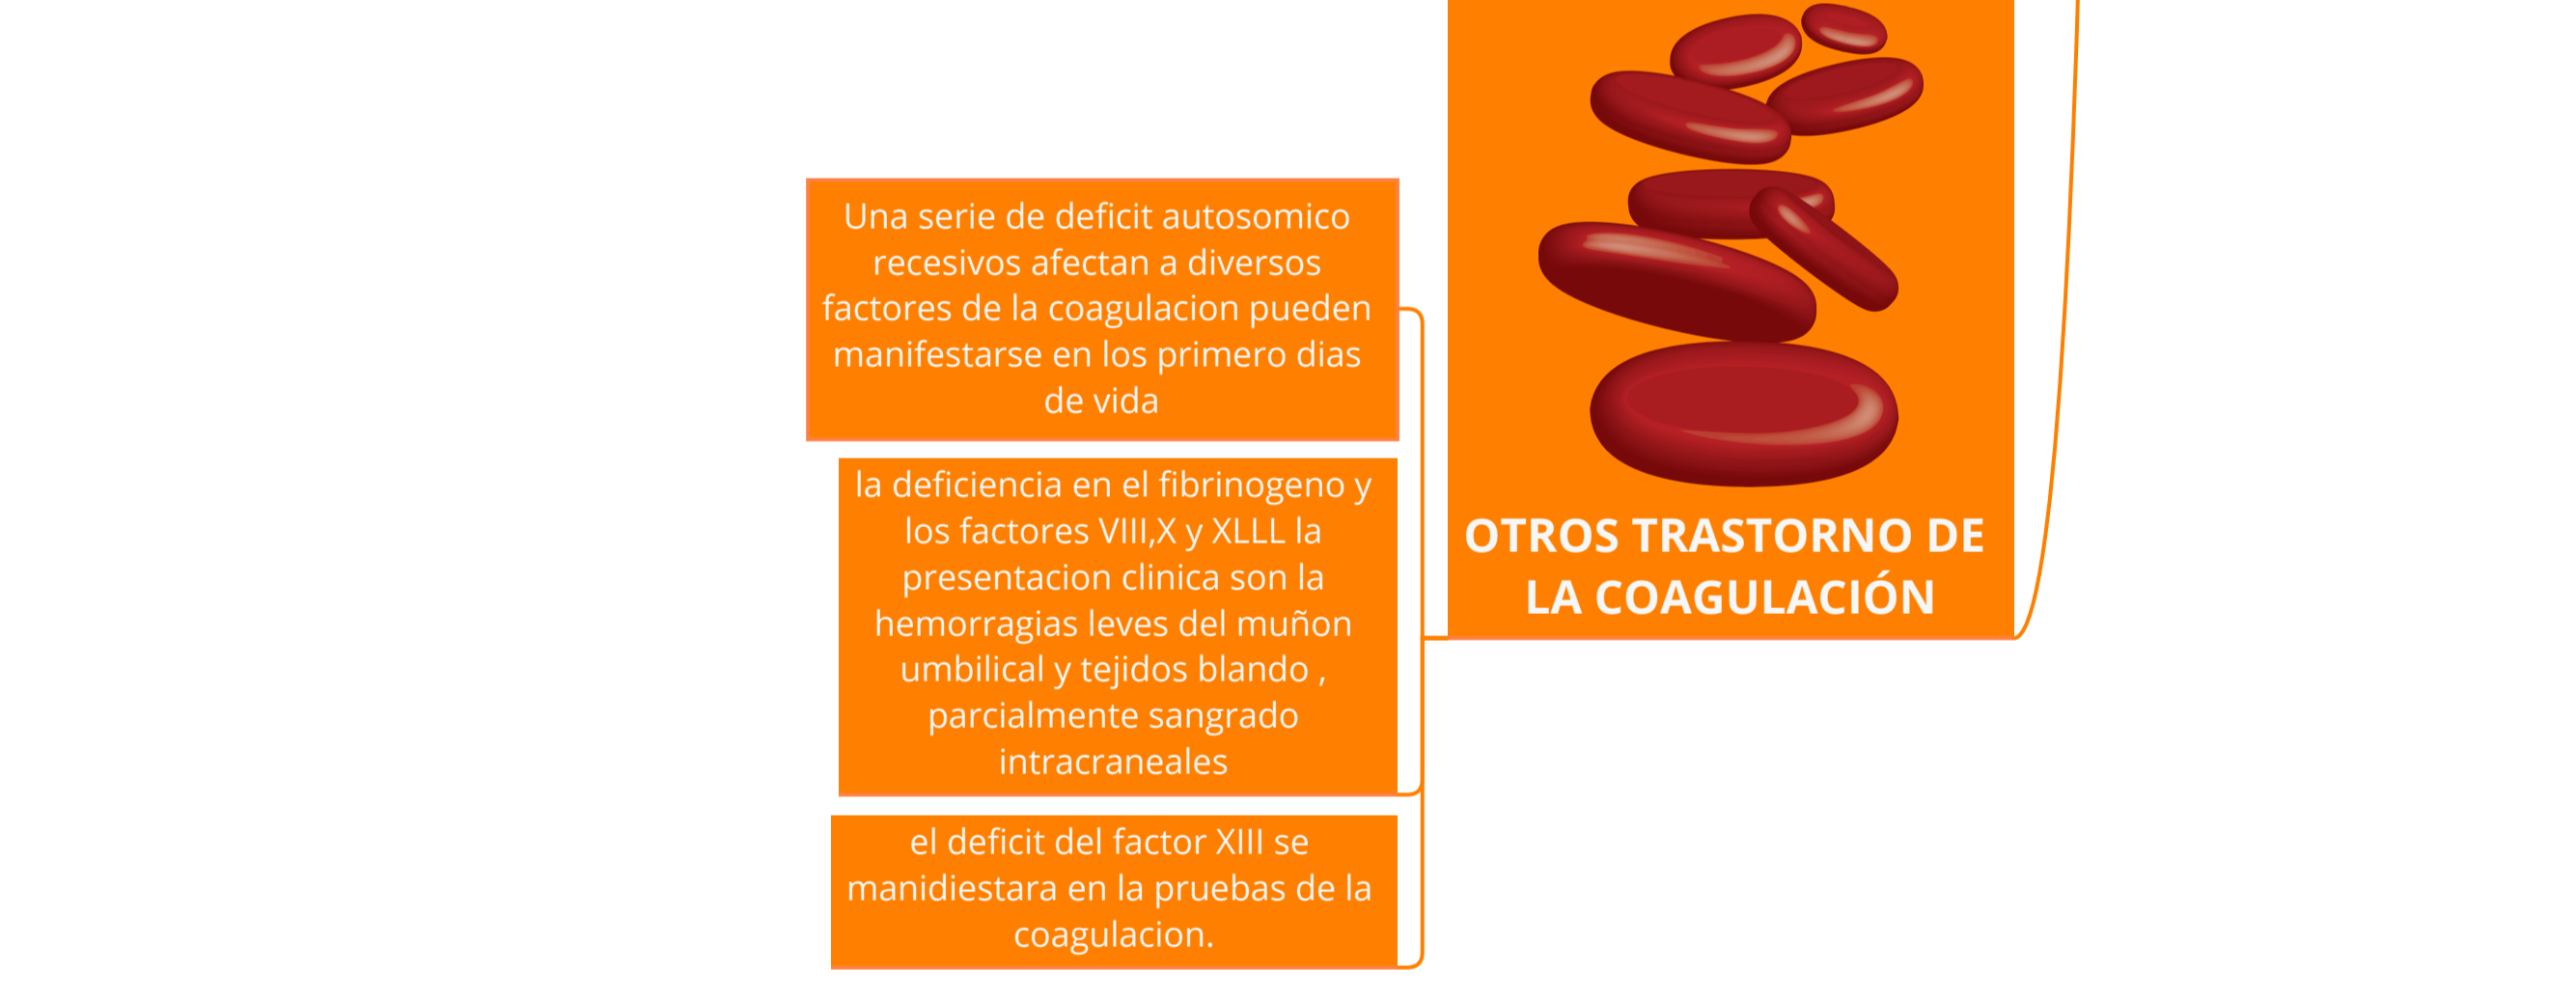 Una serie de deficit autosomico
recesivos afectan a diversos
factores de la coagulacion pueden
manifestarse en los primero dias
de vida
la deficiencia en el fibrinogeno y
los factores VIII,X y XLLL la
presentacion clinica son la
hemorragias leves del muñon
umbilical y tejidos blando ,
parcialmente sangrado
intracraneales
el deficit del factor XIII se
manidiestara en la pruebas de la
coagulacion.
OTROS TRASTORNO DE
LA COAGULACIÓN